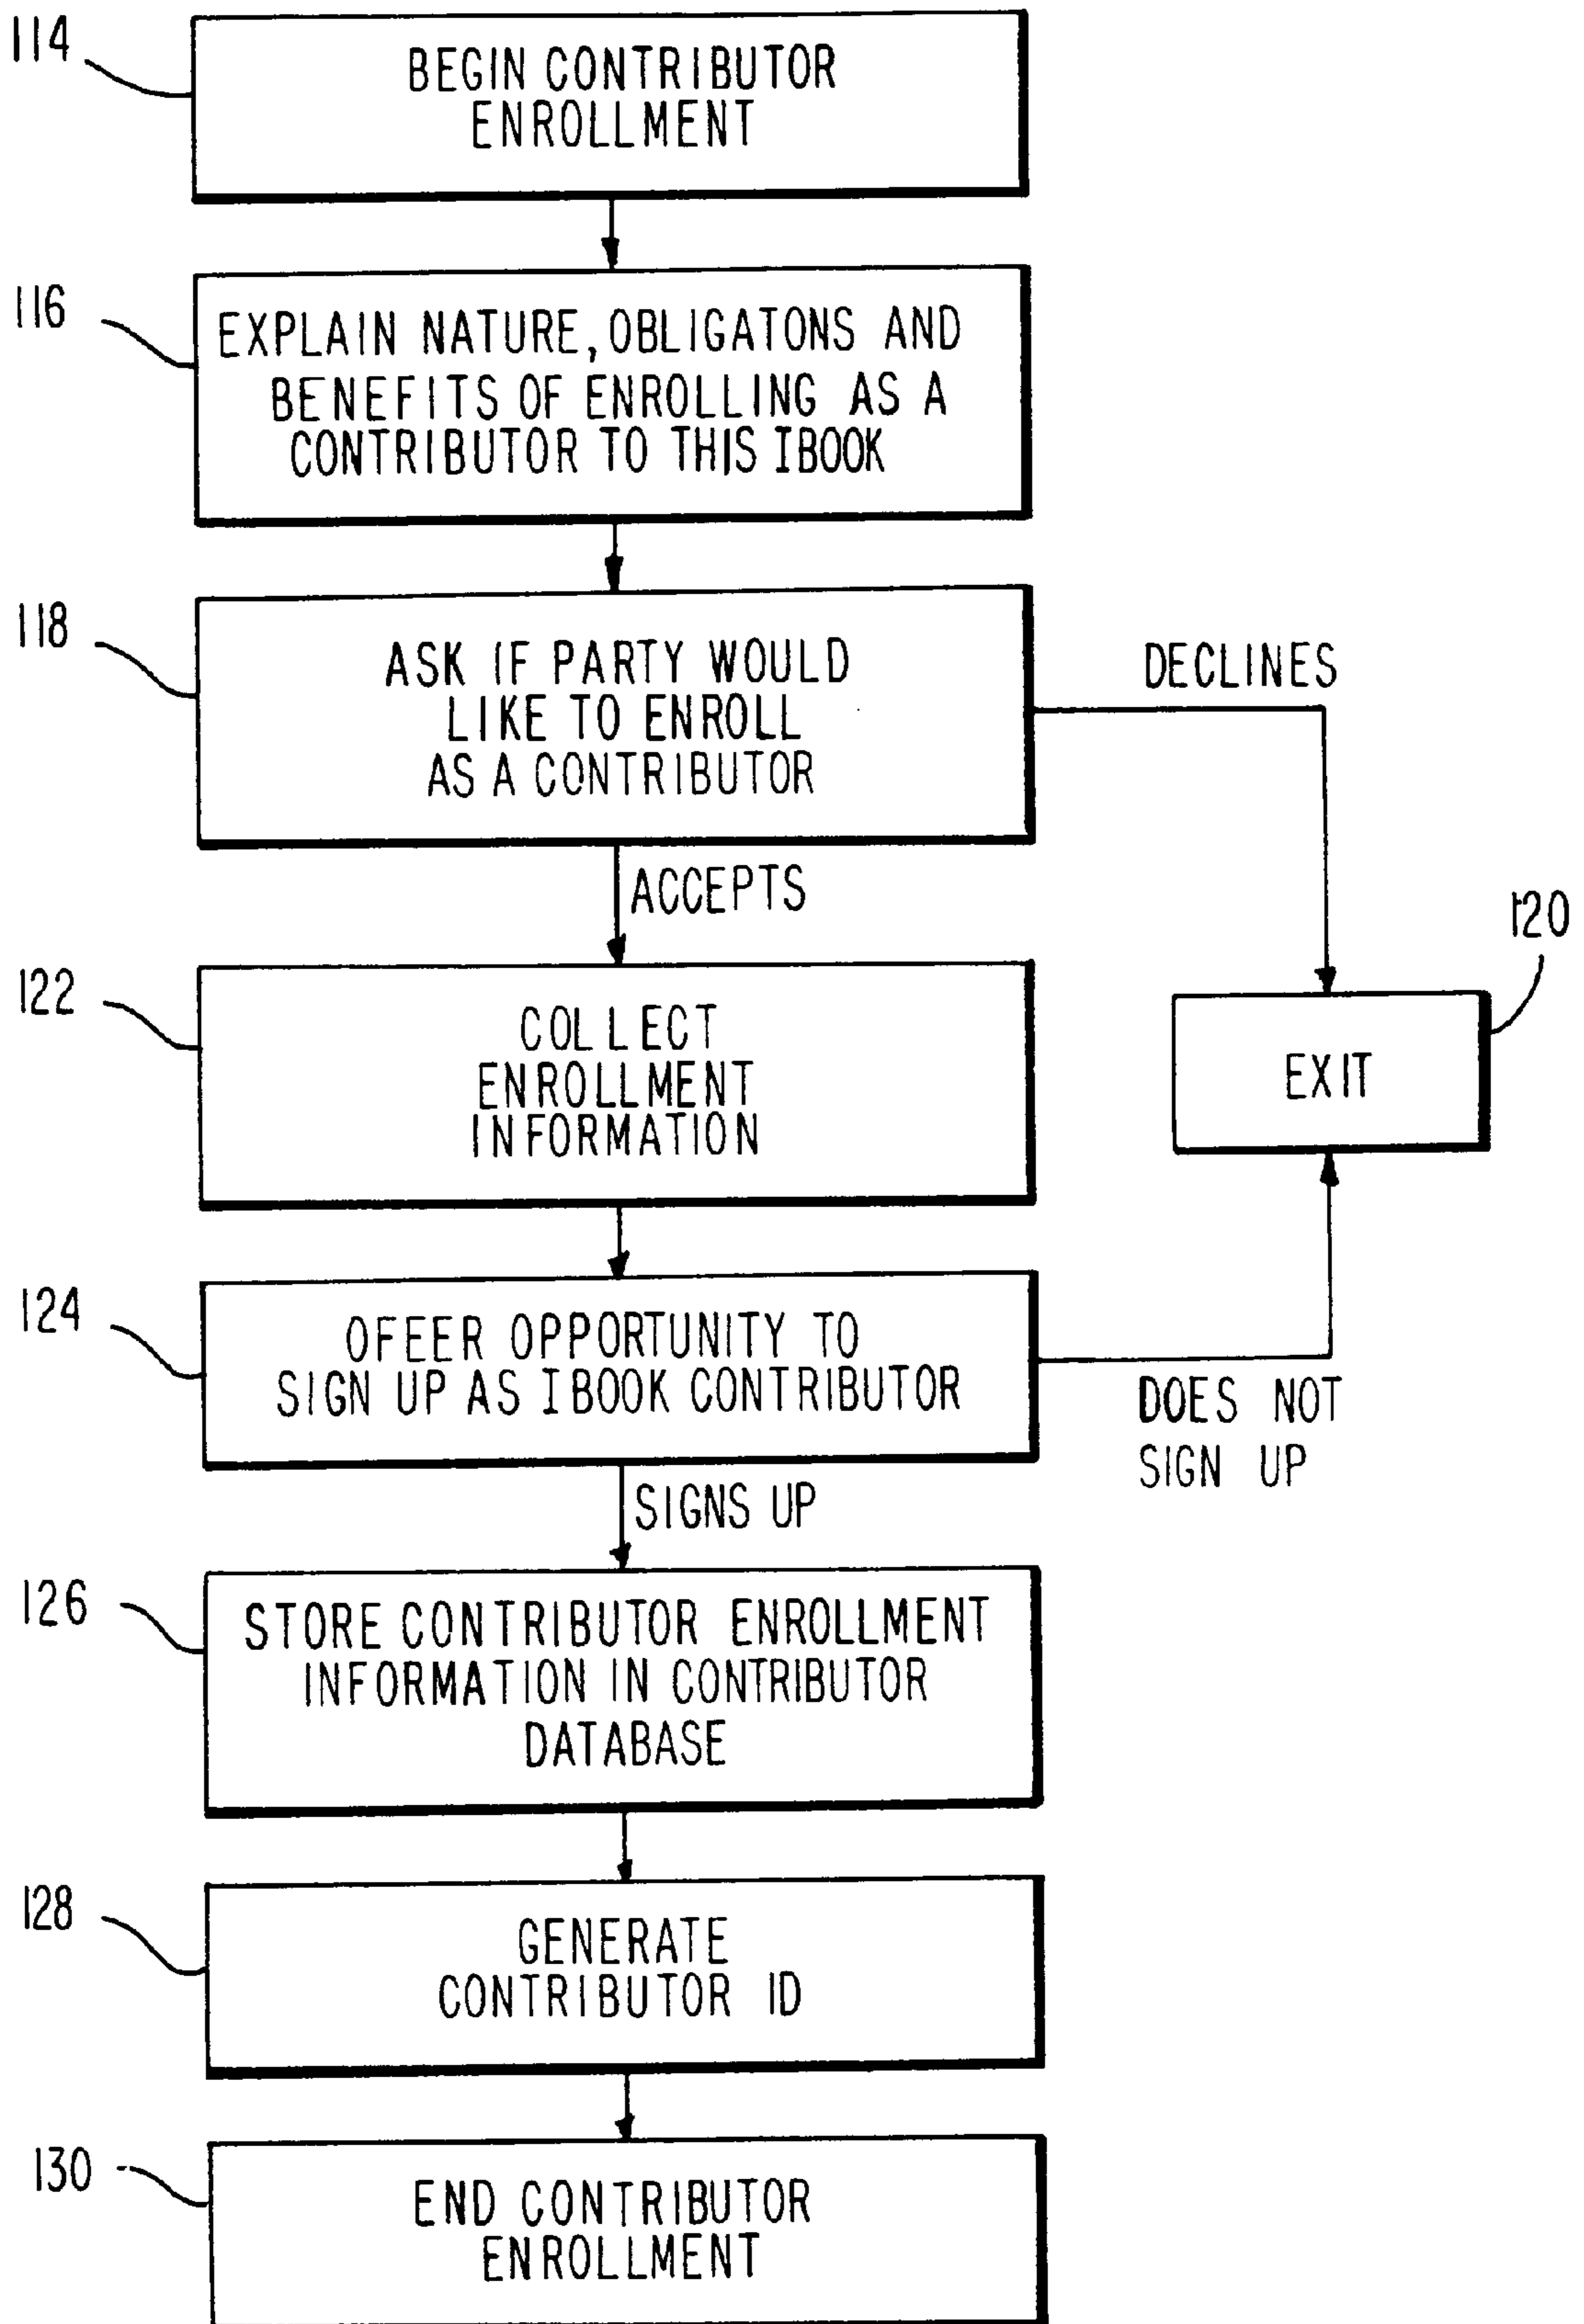 114
BEGIN CONTRIBUTOR
ENROLLMENT
116
EXPLAIN NATURE, OBLIGATONS AND
BENEFITS OF ENROLLING AS A
CONTRIBUTOR TO THIS IBOOK
118
ASK IF PARTY WOULD
LIKE TO ENROLL
AS A CONTRIBUTOR
DECLINES
ACCEPTS
120
EXIT
122
COLLECT
ENROLLMENT
INFORMATION
124
OFEER OPPORTUNITY TO
SIGN UP AS IBOOK CONTRIBUTOR
DOES NOT
SIGN UP
SIGNS UP
126
STORE CONTRIBUTOR ENROLLMENT
INFORMATION IN CONTRIBUTOR
DATABASE
128
GENERATE
CONTRIBUTOR ID
130
END CONTRIBUTOR
ENROLLMENT